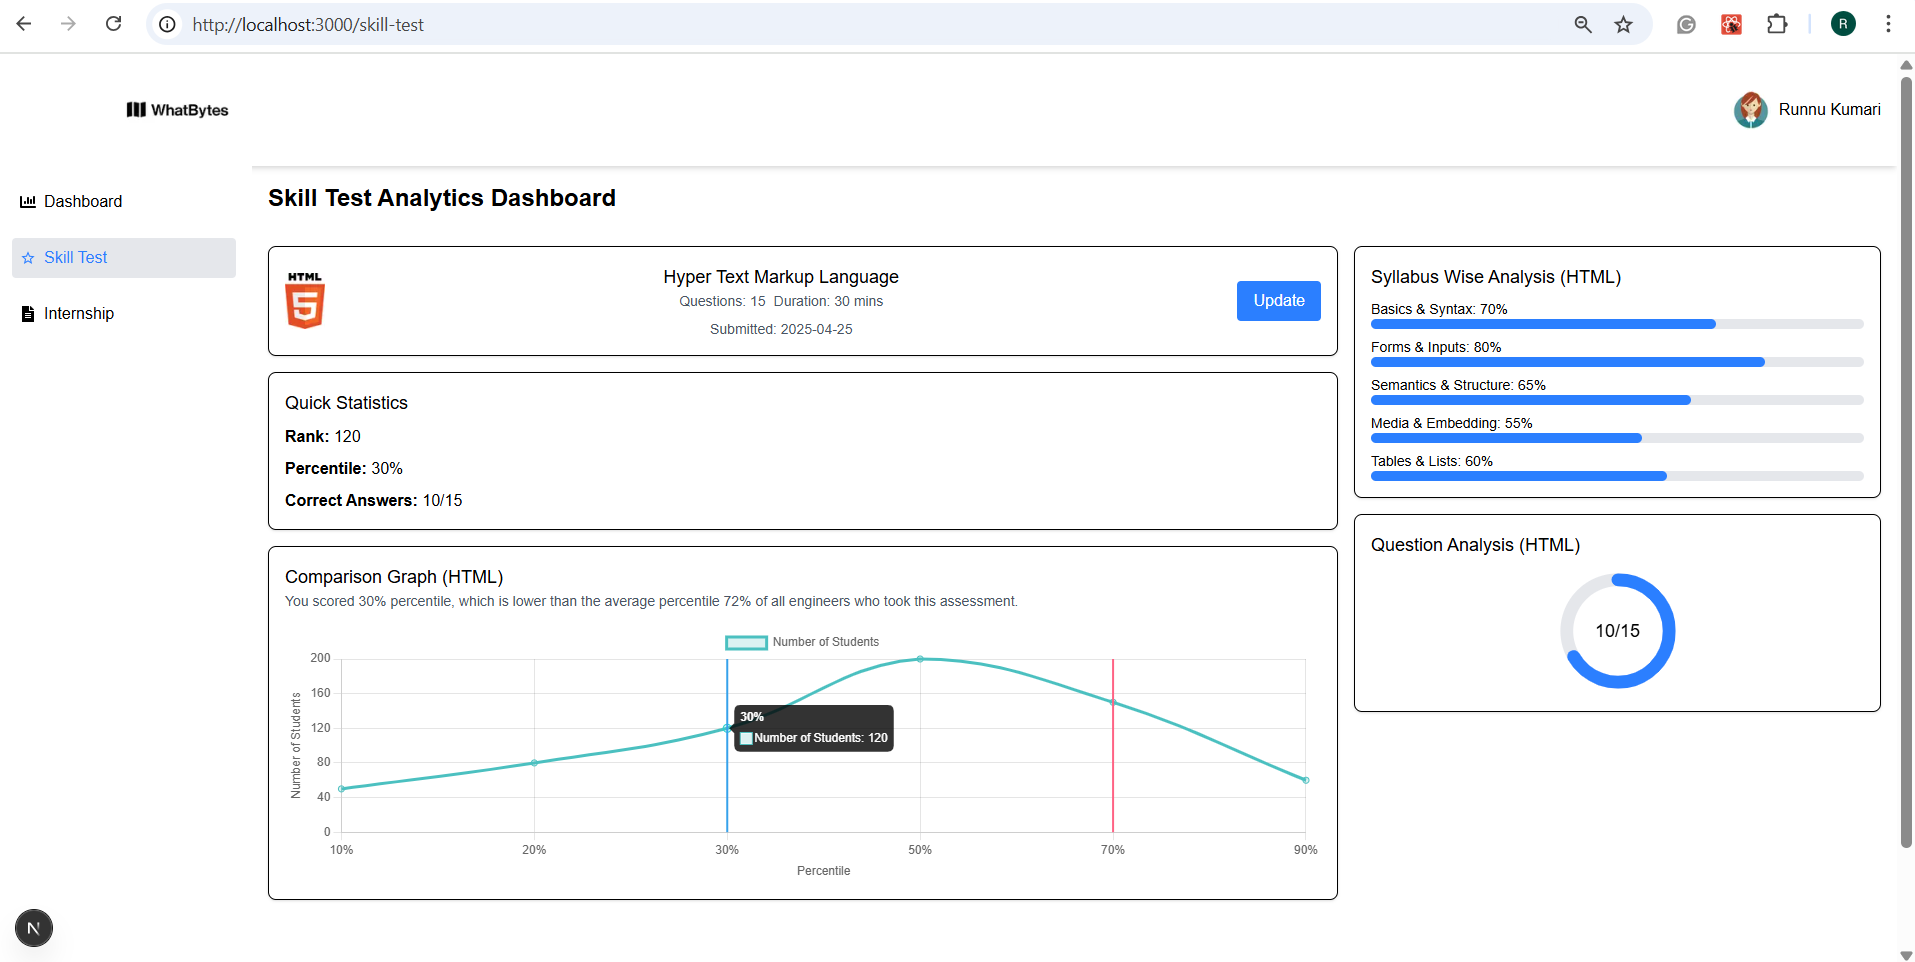 http://localhost:3000/skill-test
R
WhatBytes
Runnu Kumari
Dashboard
Skill Test
Internship
Skill Test Analytics Dashboard
HTML
5
Hyper Text Markup Language
Questions: 15 Duration: 30 mins
Submitted: 2025-04-25
Update
Quick Statistics
Rank: 120
Percentile: 30%
Correct Answers: 10/15
Comparison Graph (HTML)
You scored 30% percentile, which is lower than the average percentile 72% of all engineers who took this assessment.
Number of Students
200
160
120
80
40
0
Number of Students
30%
Number of Students: 120
10%
20%
30%
50%
70%
90%
Percentile
Syllabus Wise Analysis (HTML)
Basics & Syntax: 70%
Forms & Inputs: 80%
Semantics & Structure: 65%
Media & Embedding: 55%
Tables & Lists: 60%
Question Analysis (HTML)
10/15
N